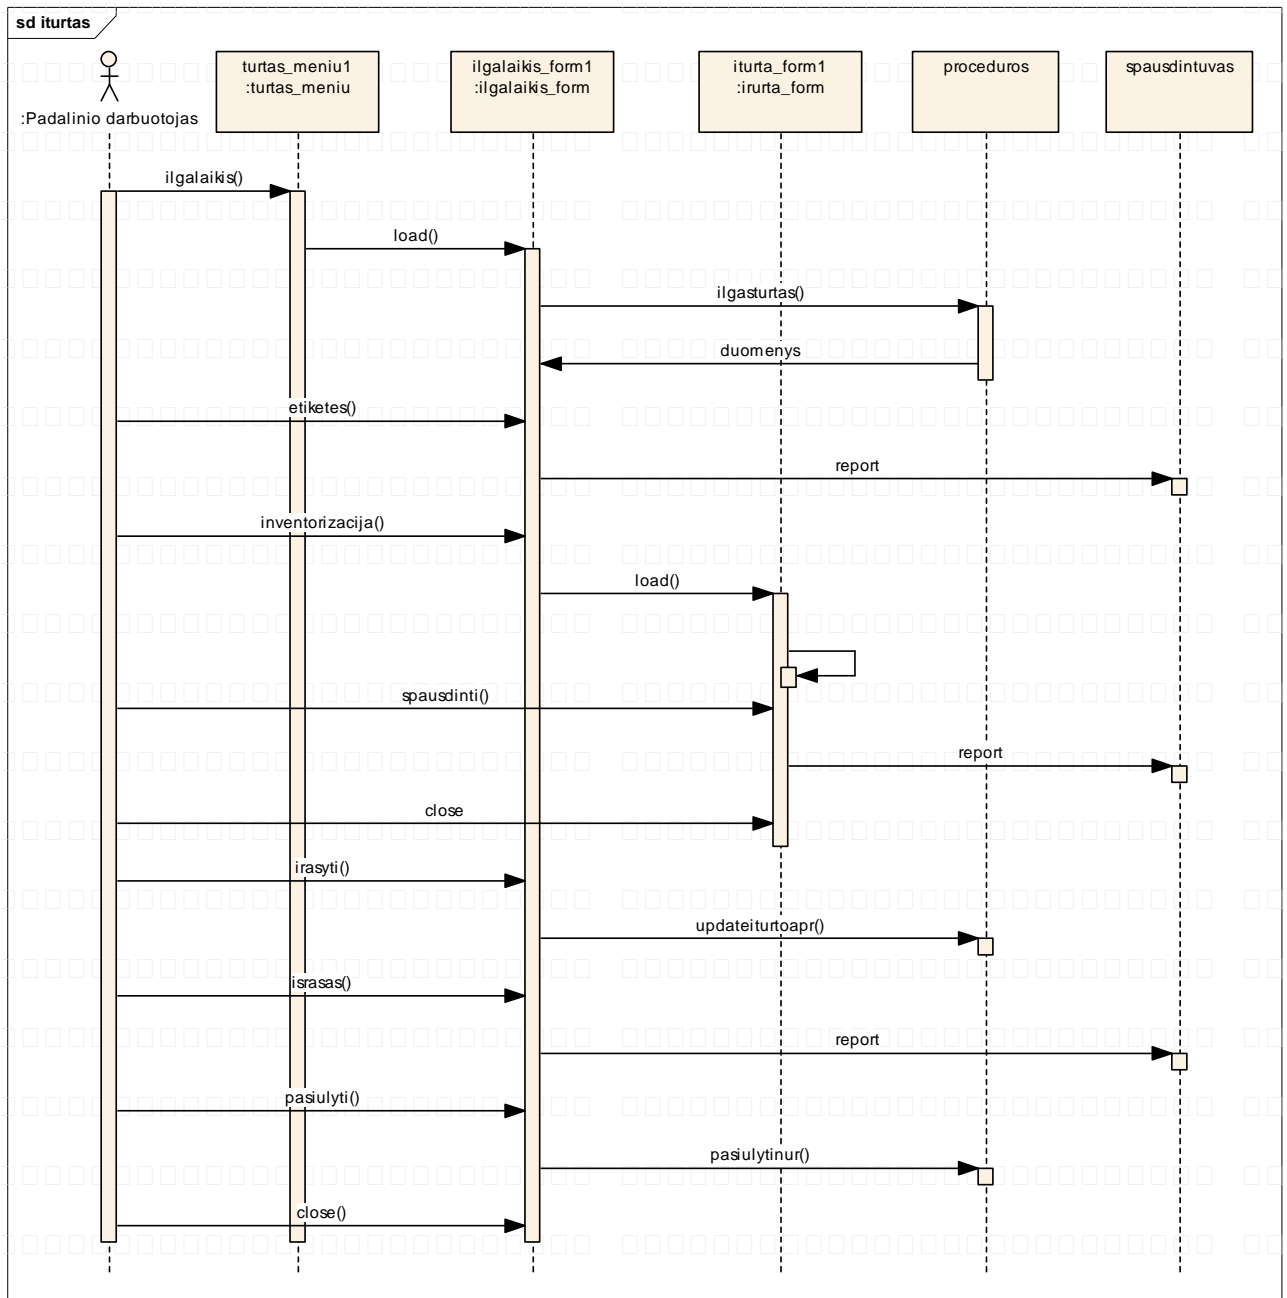 sd iturtas
:Padalinio darbuotojas
turtas_meniu1
:turtas_meniu
ilgalaikis_form1
:ilgalaikis_form
iturta_form1
:irurta_form
proceduros
spausdintuvas
ilgalaikis()
load()
ilgasturtas()
duomenys
etiketes()
report
inventorizacija()
load()
spausdinti()
report
close
irasyti()
updateiturtoapr()
israsas()
report
pasiulyti()
pasiulytinur()
close()